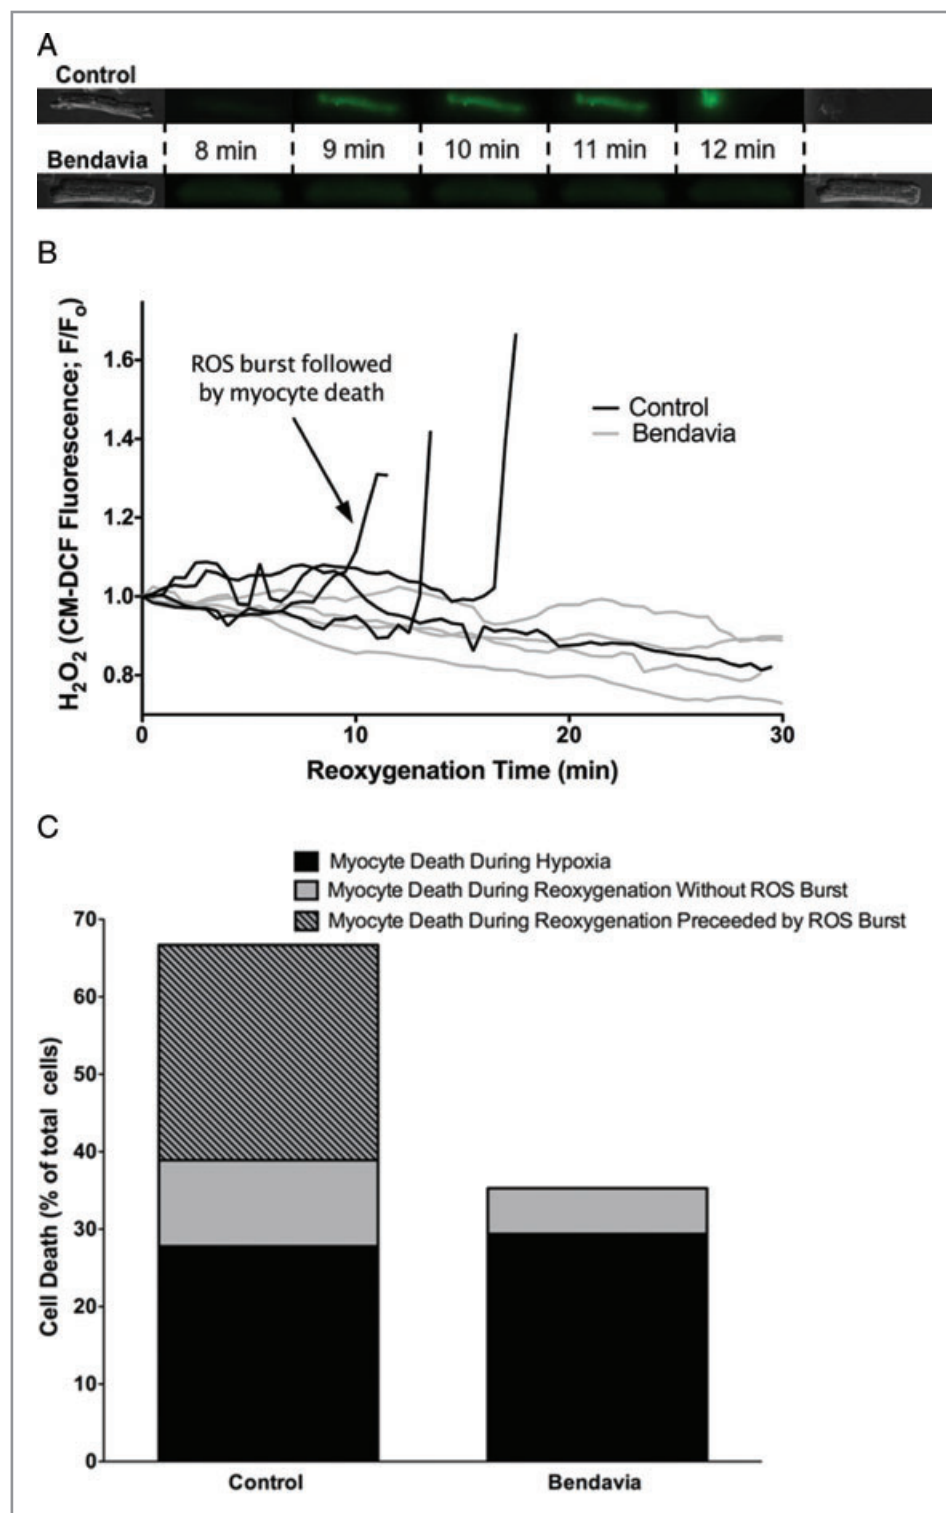 A
Control
Bendavia
8 min 9 min 10 min 11 min 12 min
B
H2O2 (CM-DCF Fluorescence; F/Fo)
1.6
1.4
1.2
1.0
0.8
ROS burst followed
by myocyte death
Control
Bendavia
0 10 20 30
Reoxygenation Time (min)
C
Myocyte Death During Hypoxia
Myocyte Death During Reoxygenation Without ROS Burst
Myocyte Death During Reoxygenation Preceeded by ROS Burst
Cell Death (% of total cells)
70
60
50
40
30
20
10
0
Control Bendavia